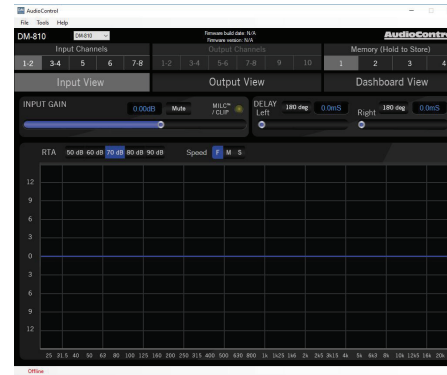 AudioControl
File Tools Help
DM-810 DM-810 Firmware build date: N/A
Firmware version: N/A AudioContr
Input Channels Output Channels Memory (Hold to Store)
1-2 3-4 5 6 7-8 1-2 3-4 5-6 7-8 9 10 1 2 3 4
Input View Output View Dashboard View
INPUT GAIN 0.00dB Mute MILC™ / CLIP DELAY Left 180 deg 0.0mS Right 180 deg 0.0mS
RTA 50 dB 60 dB 70 dB 80 dB 90 dB Speed F M S
12
9
6
3
0
3
6
9
12
25 31.5 40 50 63 80 100 125 160 200 250 315 400 500 630 800 1k 1k25 1k6 2k 2k5 3k15 4k 5k 6k3 8k 10k 12k5 16k 20k
Offline